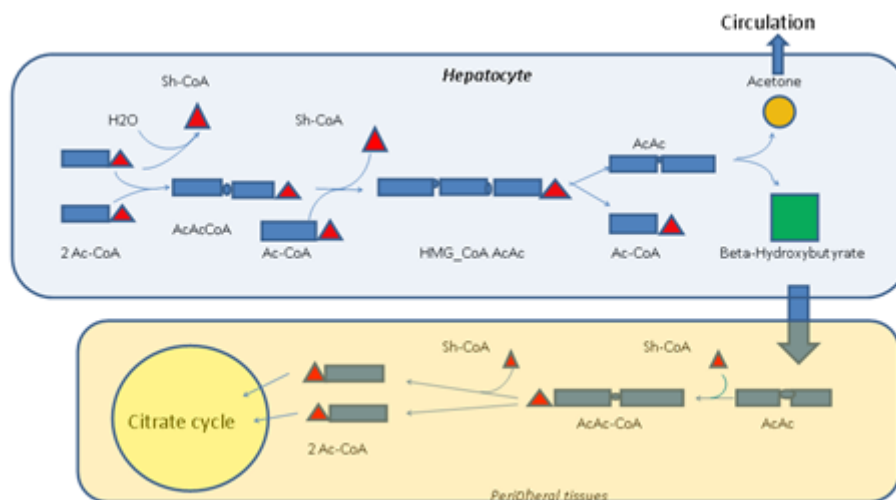 Circulation
Hepatocyte
Acetone
Sh-CoA
H2O
Sh-CoA
AcAc
AcAcCoA
2 Ac-CoA
Ac-CoA
HMG_CoA AcAc
Ac-CoA
Beta-Hydroxybutyrate
Sh-CoA
Sh-CoA
Citrate cycle
AcAc-CoA
AcAc
2 Ac-CoA
Peripheral tissues